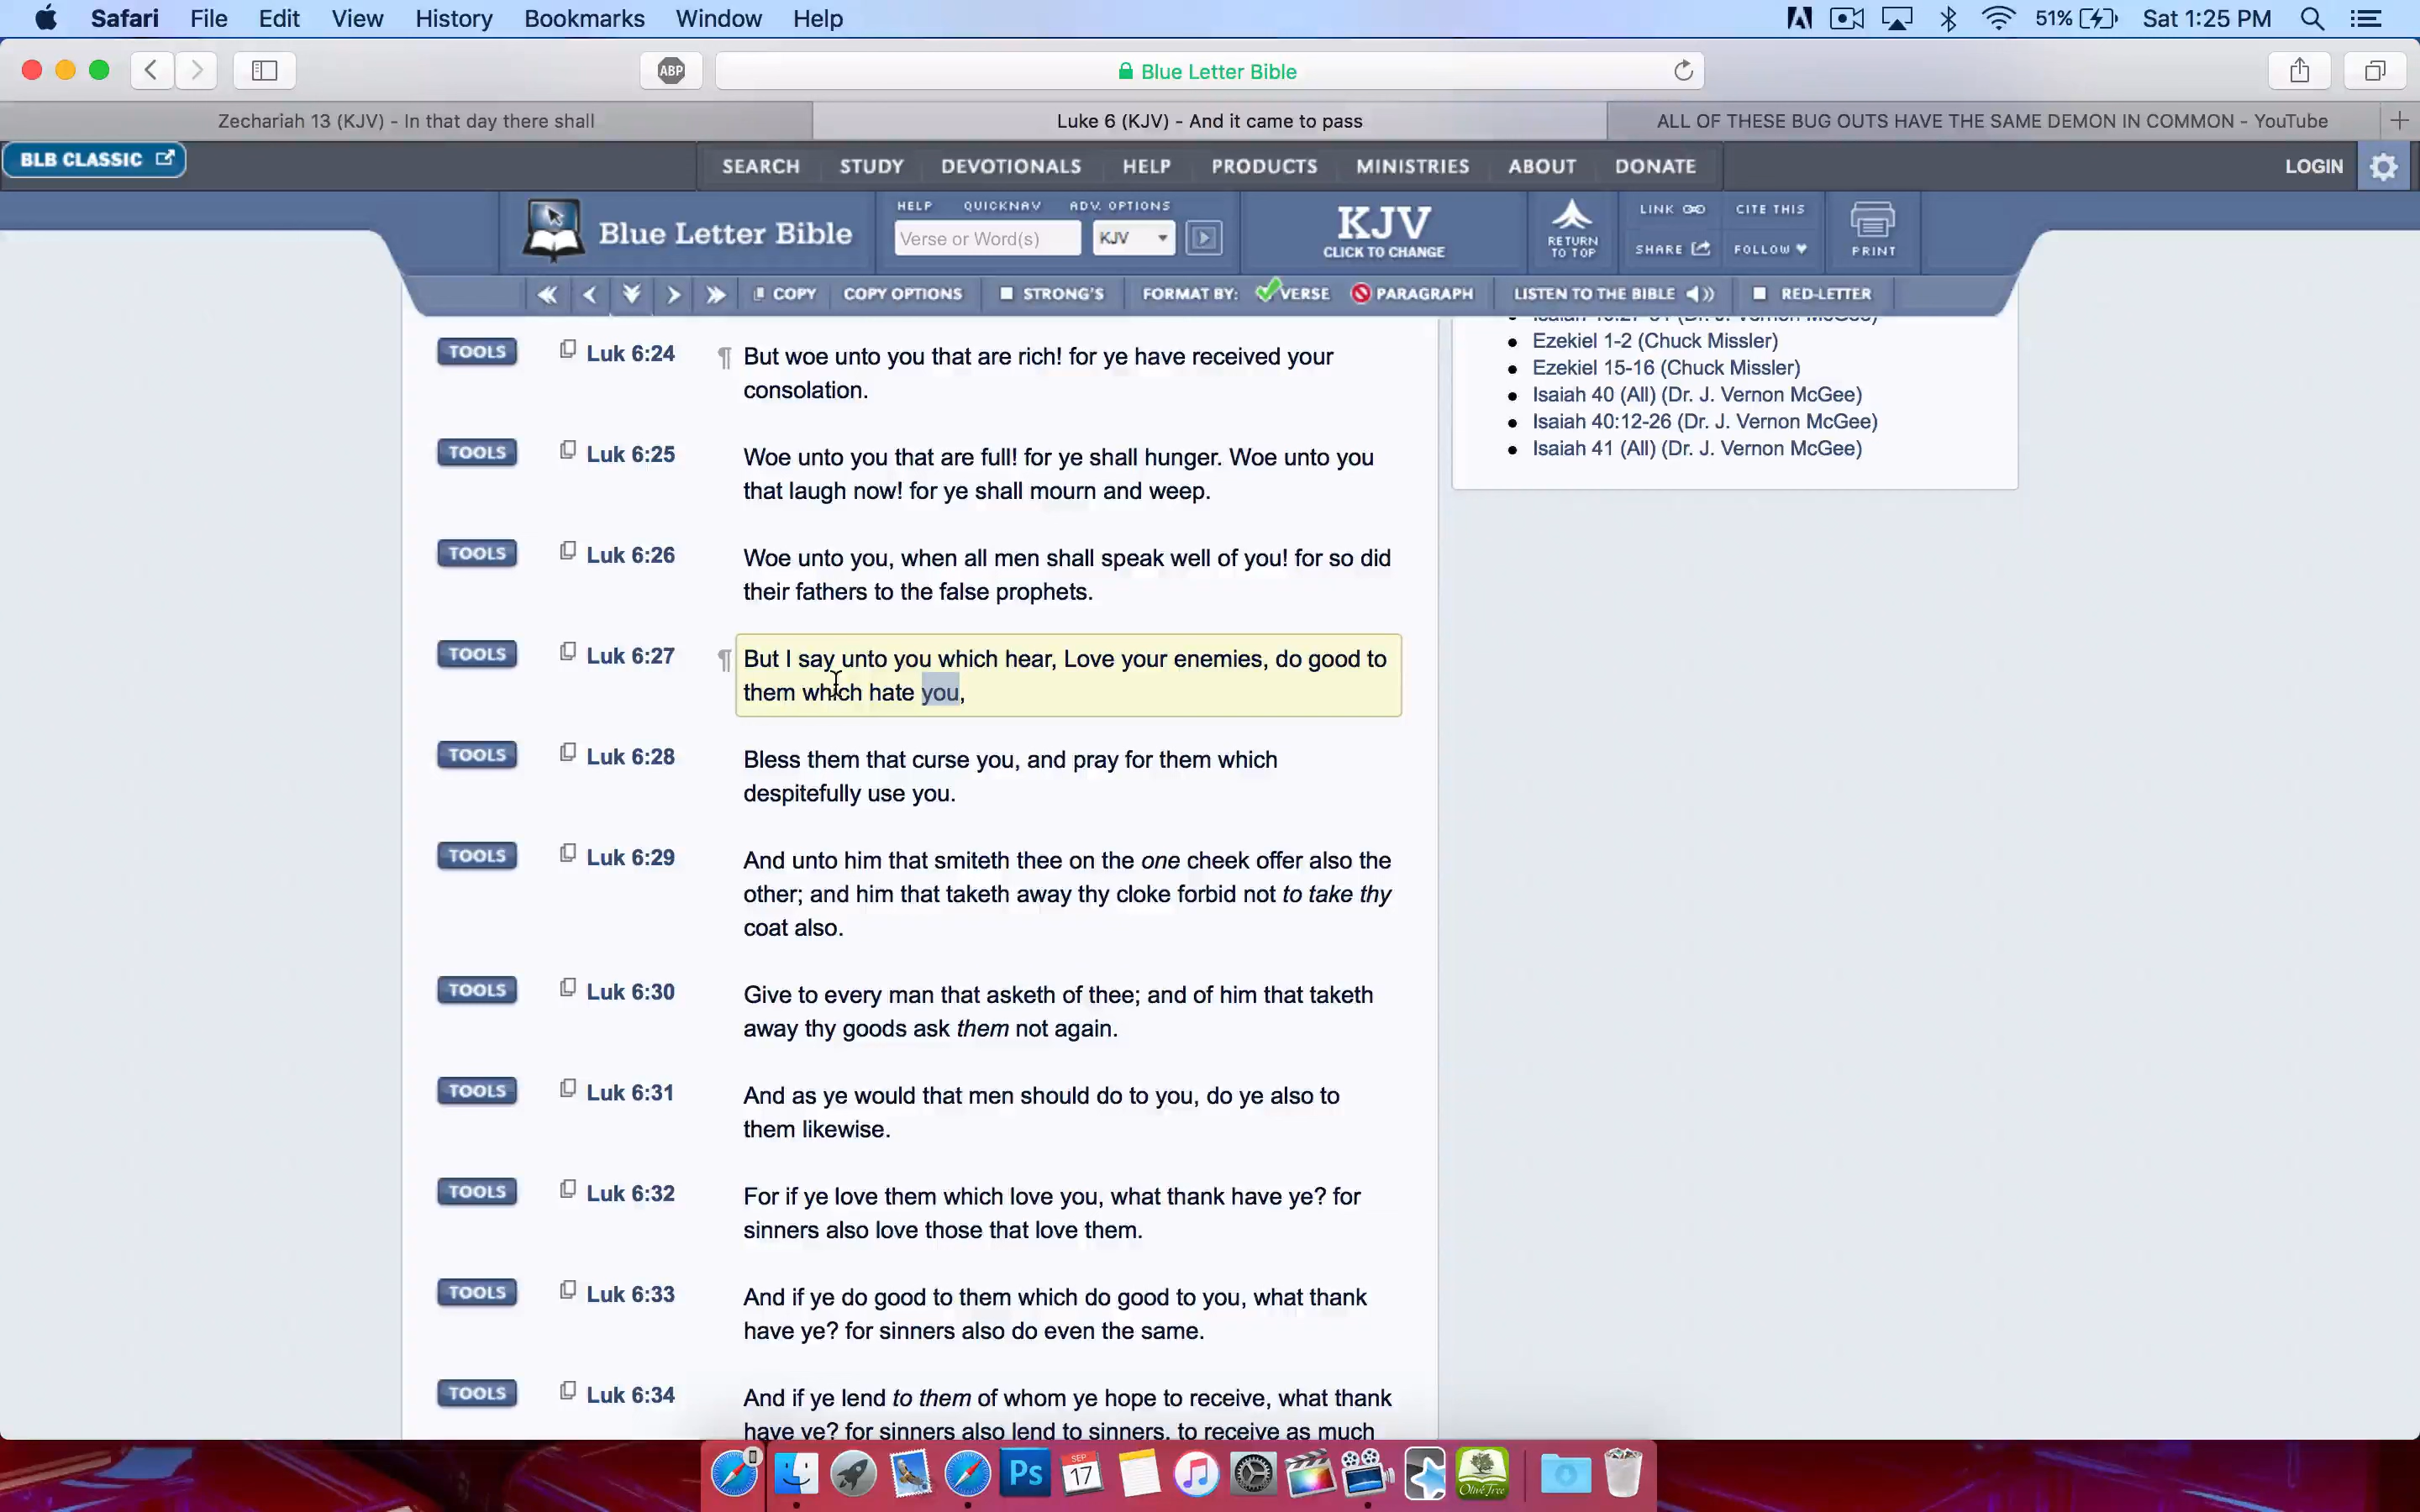 Safari File Edit View History Bookmarks Window Help 51% Sat 1:25 PM
ABP Blue Letter Bible
Zechariah 13 (KJV) - In that day there shall Luke 6 (KJV) - And it came to pass ALL OF THESE BUG OUTS HAVE THE SAME DEMON IN COMMON - YouTube
BLB CLASSIC SEARCH STUDY DEVOTIONALS HELP PRODUCTS MINISTRIES ABOUT DONATE LOGIN
Blue Letter Bible
HELP QUICKNAV ADV. OPTIONS
Verse or Word(s) KJV
KJV
CLICK TO CHANGE
RETURN
TO TOP
LINK CITE THIS
SHARE FOLLOW
PRINT
COPY COPY OPTIONS STRONG'S FORMAT BY: VERSE PARAGRAPH LISTEN TO THE BIBLE RED-LETTER
TOOLS Luk 6:24 ¶ But woe unto you that are rich! for ye have received your
consolation.
TOOLS Luk 6:25 Woe unto you that are full! for ye shall hunger. Woe unto you
that laugh now! for ye shall mourn and weep.
TOOLS Luk 6:26 Woe unto you, when all men shall speak well of you! for so did
their fathers to the false prophets.
TOOLS Luk 6:27 ¶ But I say unto you which hear, Love your enemies, do good to
them which hate you,
TOOLS Luk 6:28 Bless them that curse you, and pray for them which
despitefully use you.
TOOLS Luk 6:29 And unto him that smiteth thee on the one cheek offer also the
other; and him that taketh away thy cloke forbid not to take thy
coat also.
TOOLS Luk 6:30 Give to every man that asketh of thee; and of him that taketh
away thy goods ask them not again.
TOOLS Luk 6:31 And as ye would that men should do to you, do ye also to
them likewise.
TOOLS Luk 6:32 For if ye love them which love you, what thank have ye? for
sinners also love those that love them.
TOOLS Luk 6:33 And if ye do good to them which do good to you, what thank
have ye? for sinners also do even the same.
TOOLS Luk 6:34 And if ye lend to them of whom ye hope to receive, what thank
have ye? for sinners also lend to sinners, to receive as much
(Dr. J. Vernon McGee)
Ezekiel 1-2 (Chuck Missler)
Ezekiel 15-16 (Chuck Missler)
Isaiah 40 (All) (Dr. J. Vernon McGee)
Isaiah 40:12-26 (Dr. J. Vernon McGee)
Isaiah 41 (All) (Dr. J. Vernon McGee)
Ps SEP 17 OliveTree